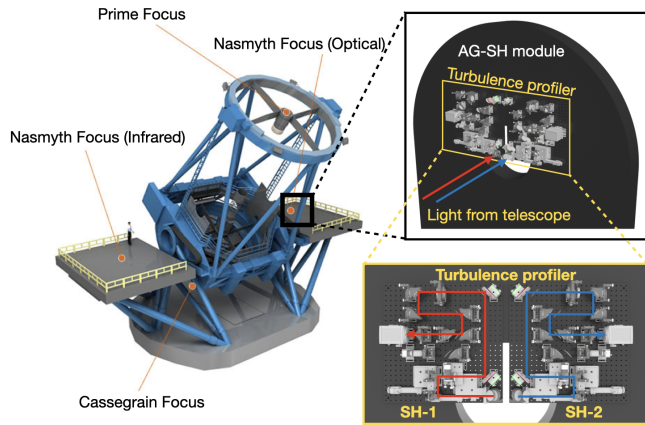 Prime Focus
Nasmyth Focus (Optical)
Nasmyth Focus (Infrared)
Cassegrain Focus
AG-SH module
Turbulence profiler
Light from telescope
Turbulence profiler
SH-1
SH-2